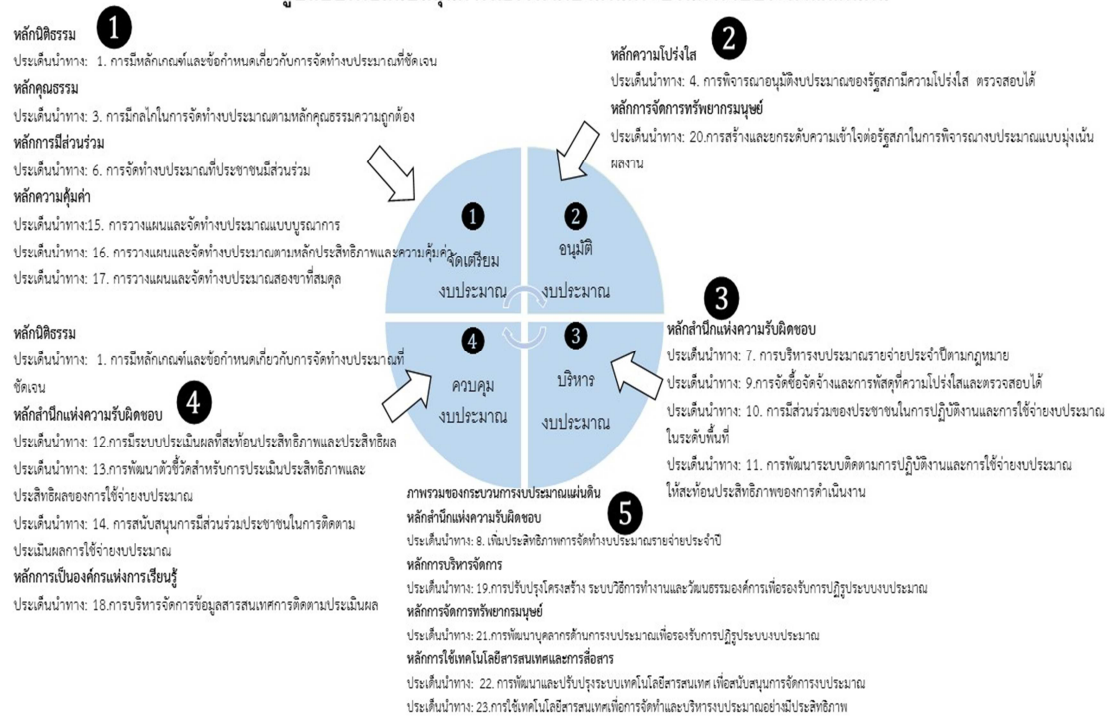 1
หลักนิติธรรม
ประเด็นนำทาง: 1. การมีหลักเกณฑ์และข้อกำหนดเกี่ยวกับการจัดทำงบประมาณที่ชัดเจน
หลักคุณธรรม
ประเด็นนำทาง: 3. การมีกลไกในการจัดทำงบประมาณตามหลักคุณธรรมความถูกต้อง
หลักการมีส่วนร่วม
ประเด็นนำทาง: 6. การจัดทำงบประมาณที่ประชาชนมีส่วนร่วม
หลักความคุ้มค่า
ประเด็นนำทาง:15. การวางแผนและจัดทำงบประมาณแบบบูรณาการ
ประเด็นนำทาง: 16. การวางแผนและจัดทำงบประมาณตามหลักประสิทธิภาพและความคุ้มค่า
ประเด็นนำทาง: 17. การวางแผนและจัดทำงบประมาณสองขาที่สมดุล
2
หลักความโปร่งใส
ประเด็นนำทาง: 4. การพิจารณาอนุมัติงบประมาณของรัฐสภามีความโปร่งใส ตรวจสอบได้
หลักการจัดการทรัพยากรมนุษย์
ประเด็นนำทาง: 20.การสร้างและยกระดับความเข้าใจต่อรัฐสภาในการพิจารณางบประมาณแบบมุ่งเน้น
ผลงาน
1
จัดเตรียม
งบประมาณ
2
อนุมัติ
งบประมาณ
4
ควบคุม
งบประมาณ
3
บริหาร
งบประมาณ
3
หลักสำนึกแห่งความรับผิดชอบ
ประเด็นนำทาง: 7. การบริหารงบประมาณรายจ่ายประจำปีตามกฎหมาย
ประเด็นนำทาง: 9.การจัดซื้อจัดจ้างและการพัสดุที่ความโปร่งใสและตรวจสอบได้
ประเด็นนำทาง: 10. การมีส่วนร่วมของประชาชนในการปฏิบัติงานและการใช้จ่ายงบประมาณ
ในระดับพื้นที่
ประเด็นนำทาง: 11. การพัฒนาระบบติดตามการปฏิบัติงานและการใช้จ่ายงบประมาณ
ให้สะท้อนประสิทธิภาพของการดำเนินงาน
หลักนิติธรรม
ประเด็นนำทาง: 1. การมีหลักเกณฑ์และข้อกำหนดเกี่ยวกับการจัดทำงบประมาณที่
ชัดเจน
หลักสำนึกแห่งความรับผิดชอบ
4
ประเด็นนำทาง: 12.การมีระบบประเมินผลที่สะท้อนประสิทธิภาพและประสิทธิผล
ประเด็นนำทาง: 13.การพัฒนาตัวชี้วัดสำหรับการประเมินประสิทธิภาพและ
ประสิทธิผลของการใช้จ่ายงบประมาณ
ประเด็นนำทาง: 14. การสนับสนุนการมีส่วนร่วมประชาชนในการติดตาม
ประเมินผลการใช้จ่ายงบประมาณ
หลักการเป็นองค์กรแห่งการเรียนรู้
ประเด็นนำทาง: 18.การบริหารจัดการข้อมูลสารสนเทศการติดตามประเมินผล
ภาพรวมของกระบวนการงบประมาณแผ่นดิน
5
หลักสำนึกแห่งความรับผิดชอบ
ประเด็นนำทาง: 8. เพิ่มประสิทธิภาพการจัดทำงบประมาณรายจ่ายประจำปี
หลักการบริหารจัดการ
ประเด็นนำทาง: 19.การปรับปรุงโครงสร้าง ระบบวิธีการทำงานและวัฒนธรรมองค์การเพื่อรองรับการปฏิรูประบบงบประมาณ
หลักการจัดการทรัพยากรมนุษย์
ประเด็นนำทาง: 21.การพัฒนาบุคลากรด้านการงบประมาณเพื่อรองรับการปฏิรูประบบงบประมาณ
หลักการใช้เทคโนโลยีสารสนเทศและการสื่อสาร
ประเด็นนำทาง: 22. การพัฒนาและปรับปรุงระบบเทคโนโลยีสารสนเทศ เพื่อสนับสนุนการจัดการงบประมาณ
ประเด็นนำทาง: 23.การใช้เทคโนโลยีสารสนเทศเพื่อการจัดทำและบริหารงบประมาณอย่างมีประสิทธิภาพ